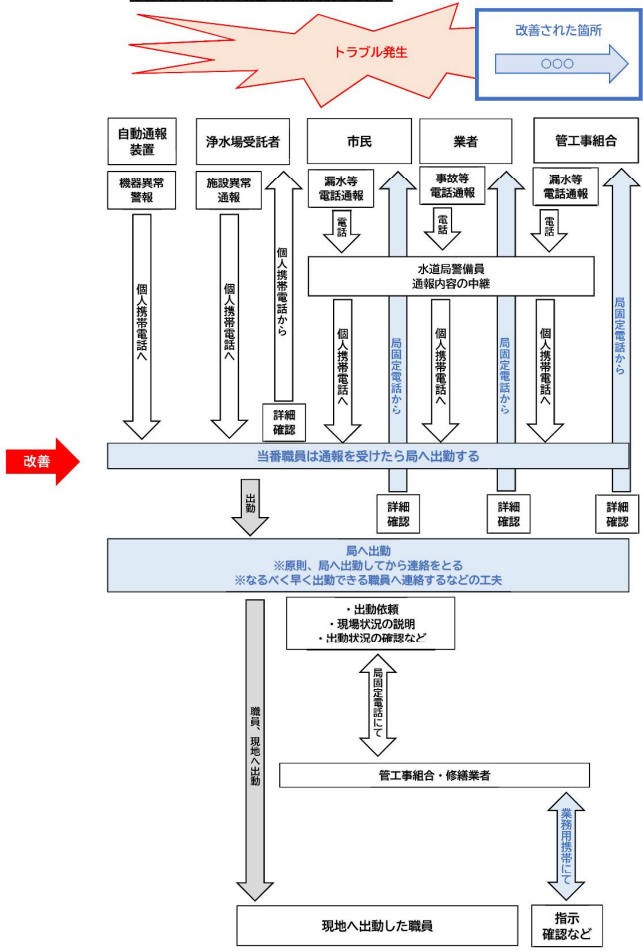 トラブル発生
改善された箇所
○○○
自動通報
装置
浄水場受託者
市民
業者
管工事組合
機器異常
警報
施設異常
通報
漏水等
電話通報
事故等
電話通報
漏水等
電話通報
電話
電話
電話
水道局警備員
通報内容の中継
個人携帯電話へ
個人携帯電話へ
個人携帯電話から
個人携帯電話へ
局固定電話から
個人携帯電話へ
局固定電話から
個人携帯電話へ
局固定電話から
詳細
確認
改善
当番職員は通報を受けたら局へ出勤する
出勤
詳細
確認
詳細
確認
詳細
確認
局へ出勤
※原則、局へ出勤してから連絡をとる
※なるべく早く出勤できる職員へ連絡するなどの工夫
・出動依頼
・現場状況の説明
・出動状況の確認など
局固定電話にて
職員、現地へ出動
管工事組合・修繕業者
業務用携帯にて
現地へ出動した職員
指示
確認など